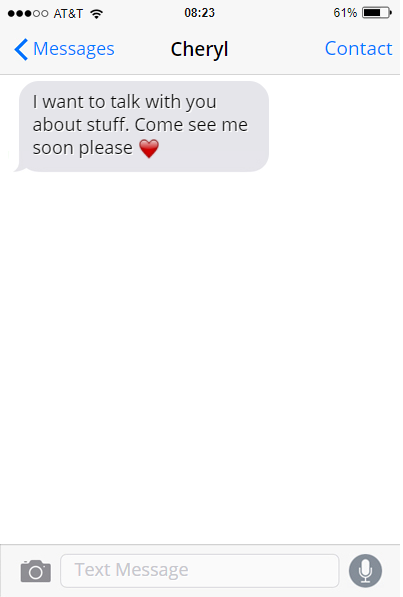 AT&T 08:23 61%
Messages Cheryl Contact
I want to talk with you
about stuff. Come see me
soon please ❤️
Text Message